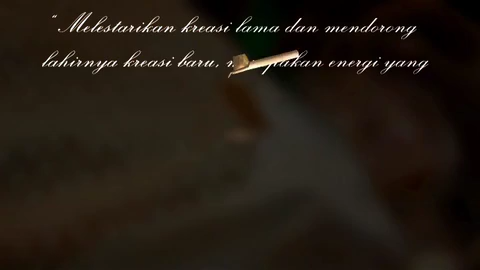 “Melestarikan kreasi lama dan mendorong
lahirnya kreasi baru, energi yang